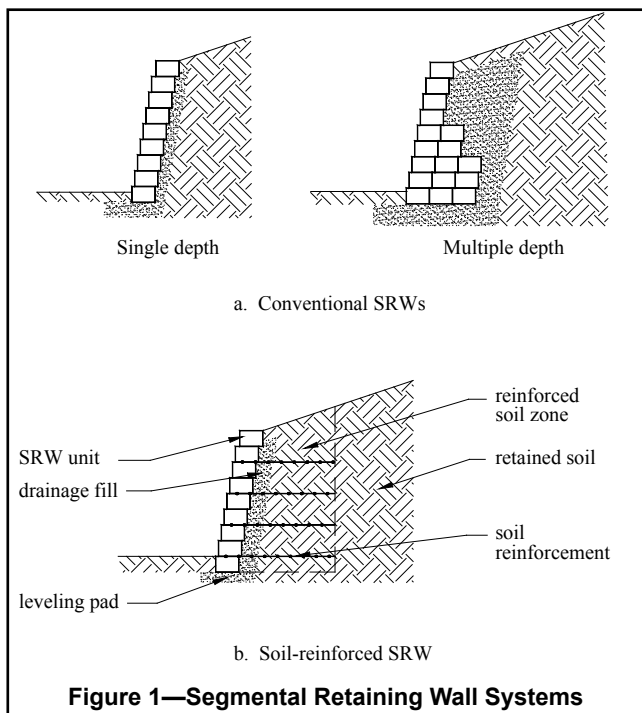 Single depth
Multiple depth
a. Conventional SRWs
reinforced
soil zone
SRW unit
retained soil
drainage fill
soil
reinforcement
leveling pad
b. Soil-reinforced SRW
Figure 1—Segmental Retaining Wall Systems